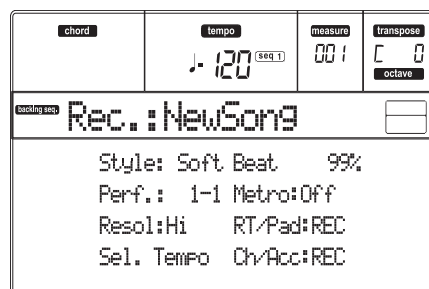 chord tempo measure transpose
♩- 120 seq 1 001 C 0
octave
backing seq. Rec.:NewSong
Style: Soft Beat 99%
Perf.: 1-1 Metro:Off
Resol:Hi RT/Pad:REC
Sel. Tempo Ch/Acc:REC